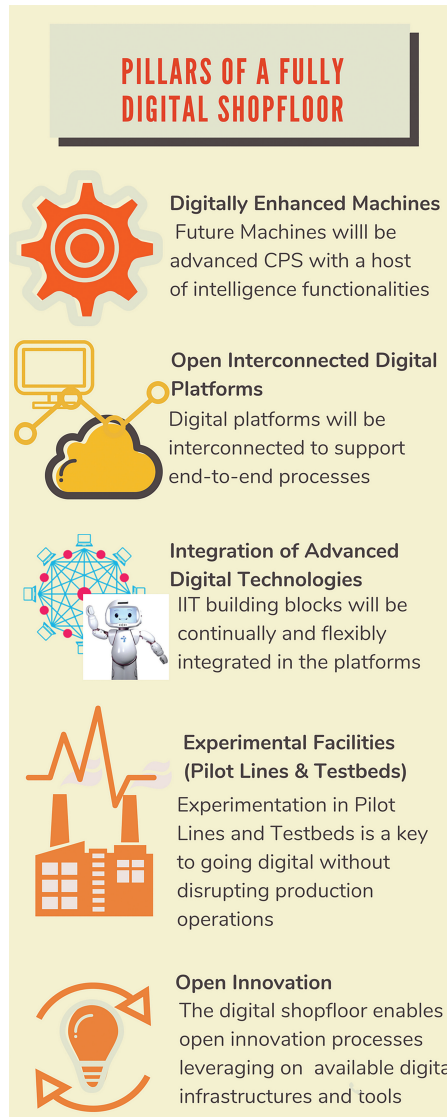 PILLARS OF A FULLY
DIGITAL SHOPFLOOR
Digitally Enhanced Machines
Future Machines willl be
advanced CPS with a host
of intelligence functionalities
Open Interconnected Digital
Platforms
Digital platforms will be
interconnected to support
end-to-end processes
Integration of Advanced
Digital Technologies
IIT building blocks will be
continually and flexibly
integrated in the platforms
Experimental Facilities
(Pilot Lines & Testbeds)
Experimentation in Pilot
Lines and Testbeds is a key
to going digital without
disrupting production
operations
Open Innovation
The digital shopfloor enables
open innovation processes
leveraging on available digita
infrastructures and tools